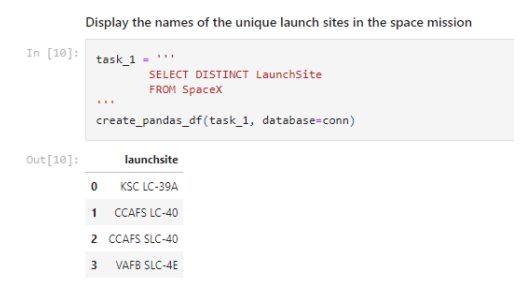 Display the names of the unique launch sites in the space mission
In [10]:
task_1 = '''
SELECT DISTINCT LaunchSite
FROM SpaceX
'''
create_pandas_df(task_1, database=conn)
Out[10]:
launchsite
0 KSC LC-39A
1 CCAFS LC-40
2 CCAFS SLC-40
3 VAFB SLC-4E